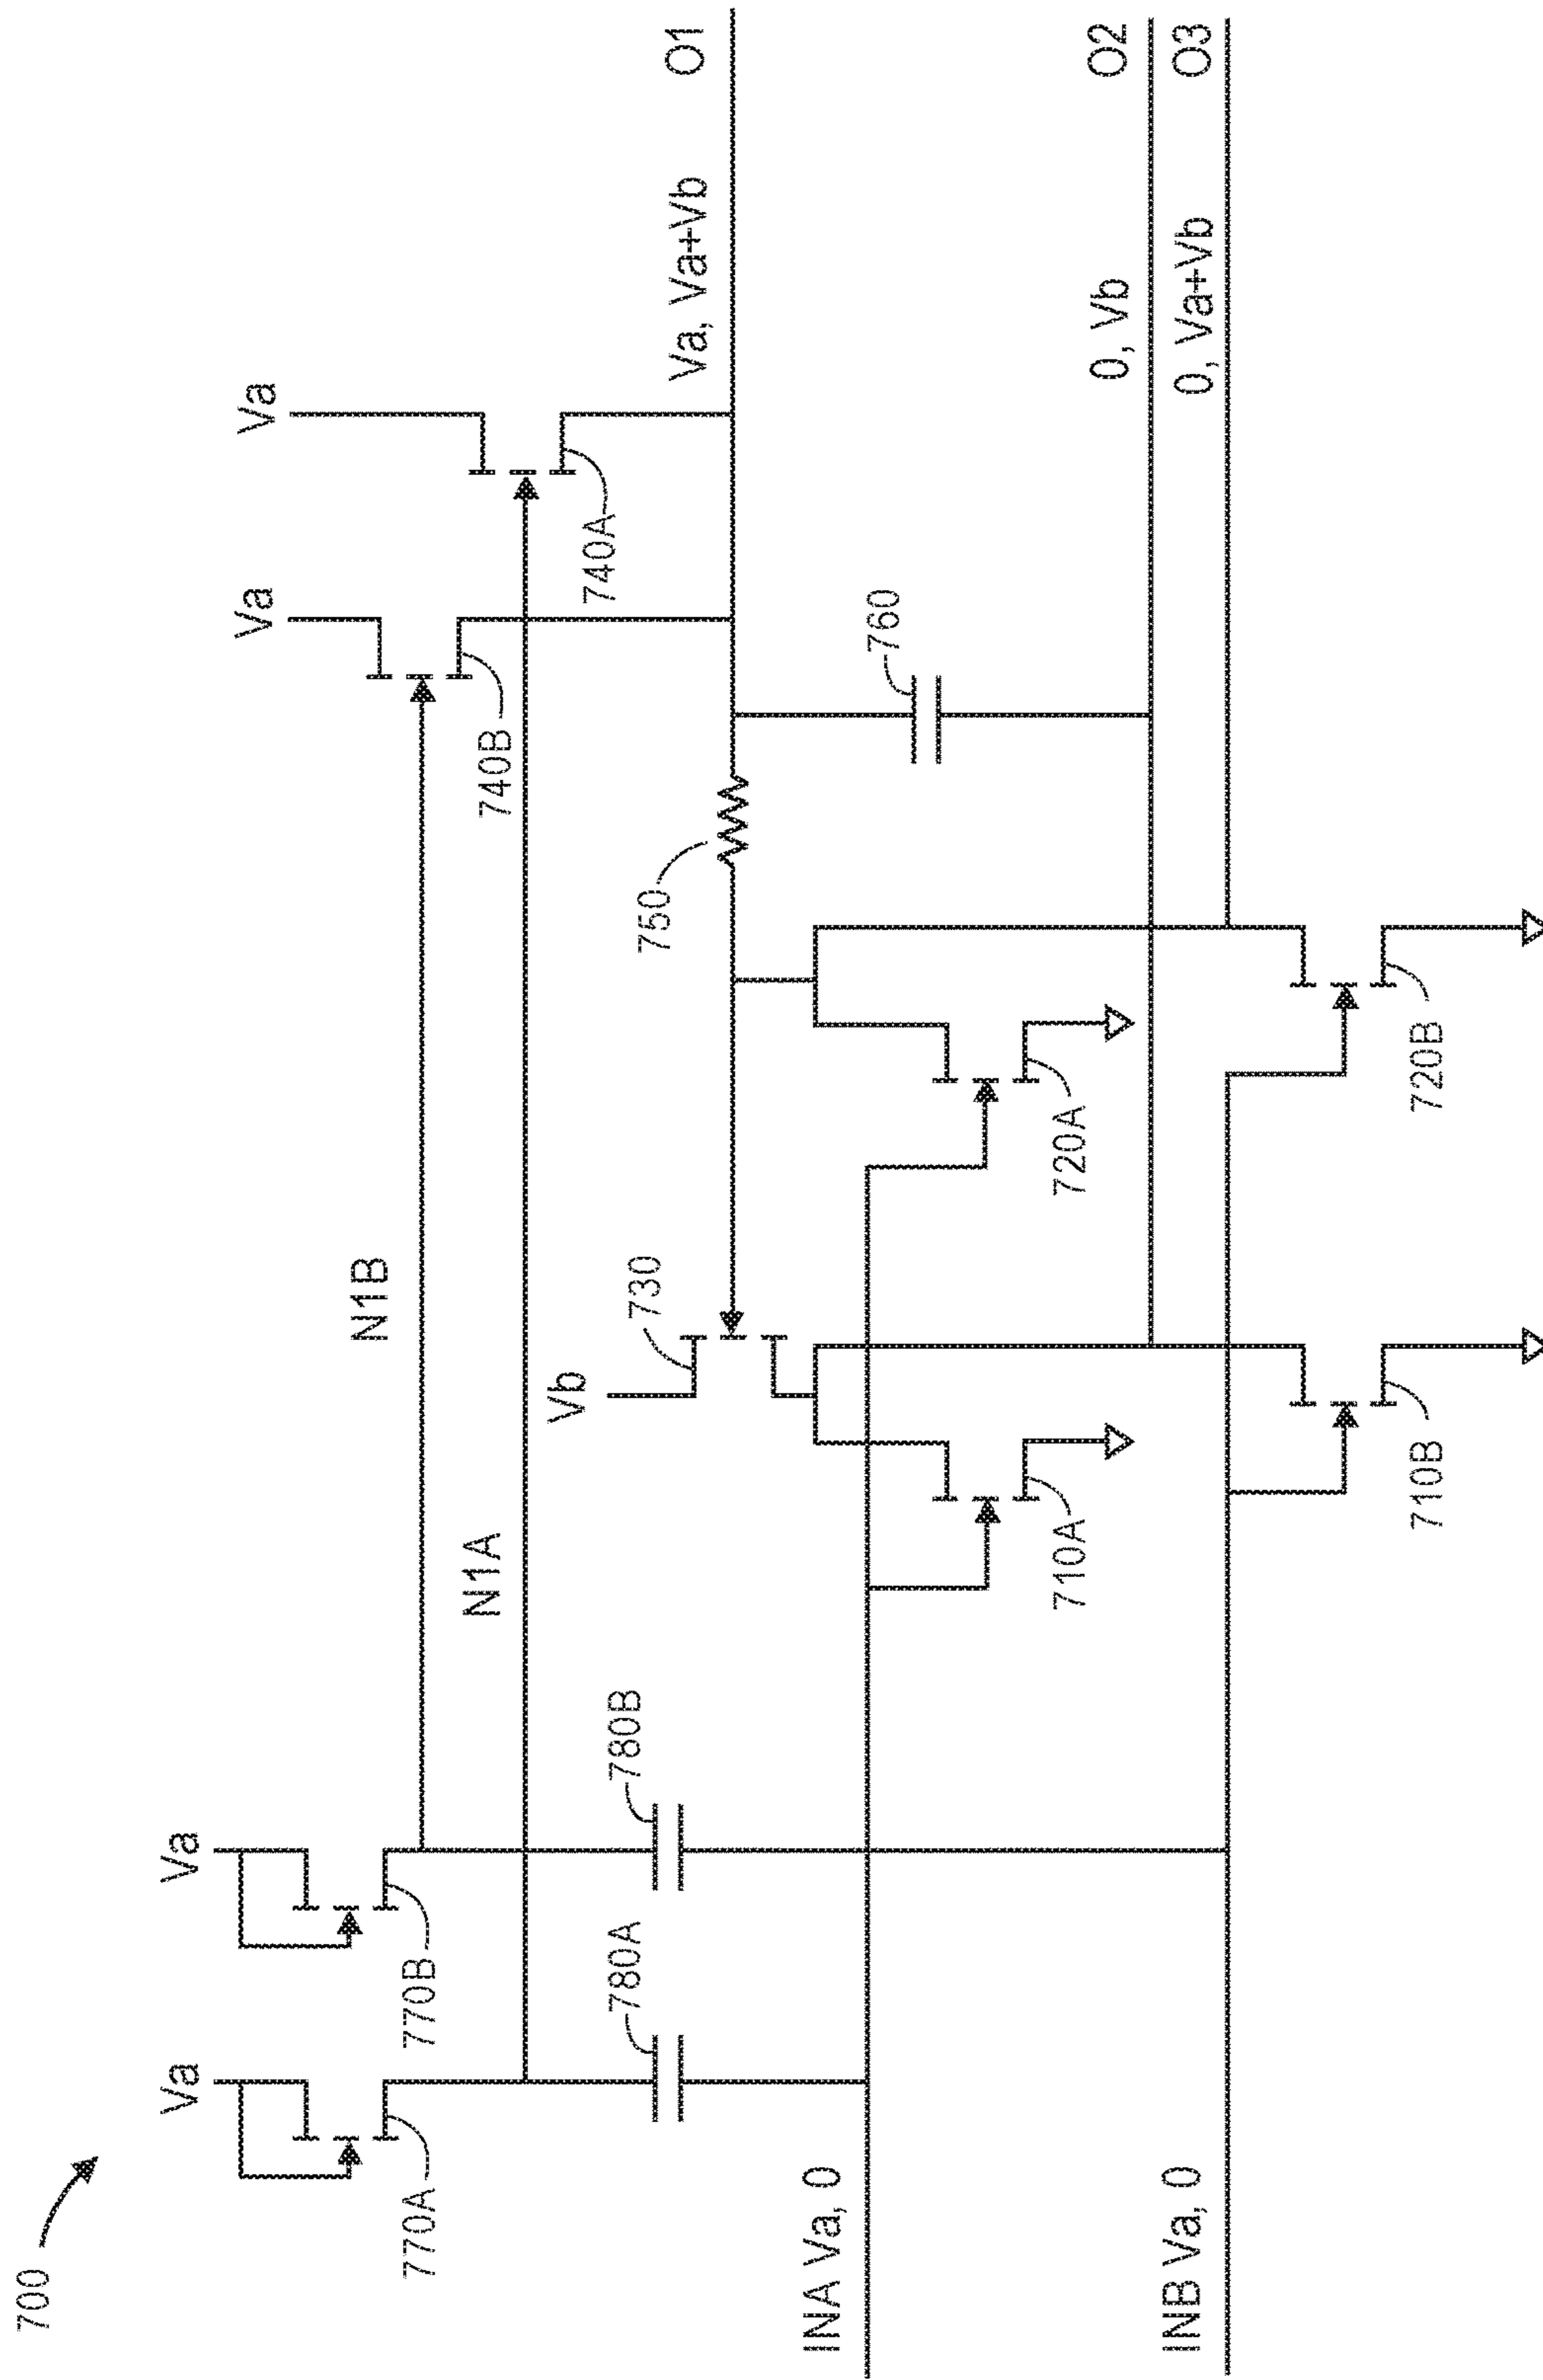 700
Va
Va
Va
Va
770A
770B
N1B
N1A
740B
740A
780A
780B
Vb
730
750
Va, Va+Vb
O1
760
INA Va, 0
710A
720A
0, Vb
O2
INB Va, 0
0, Va+Vb
O3
710B
720B